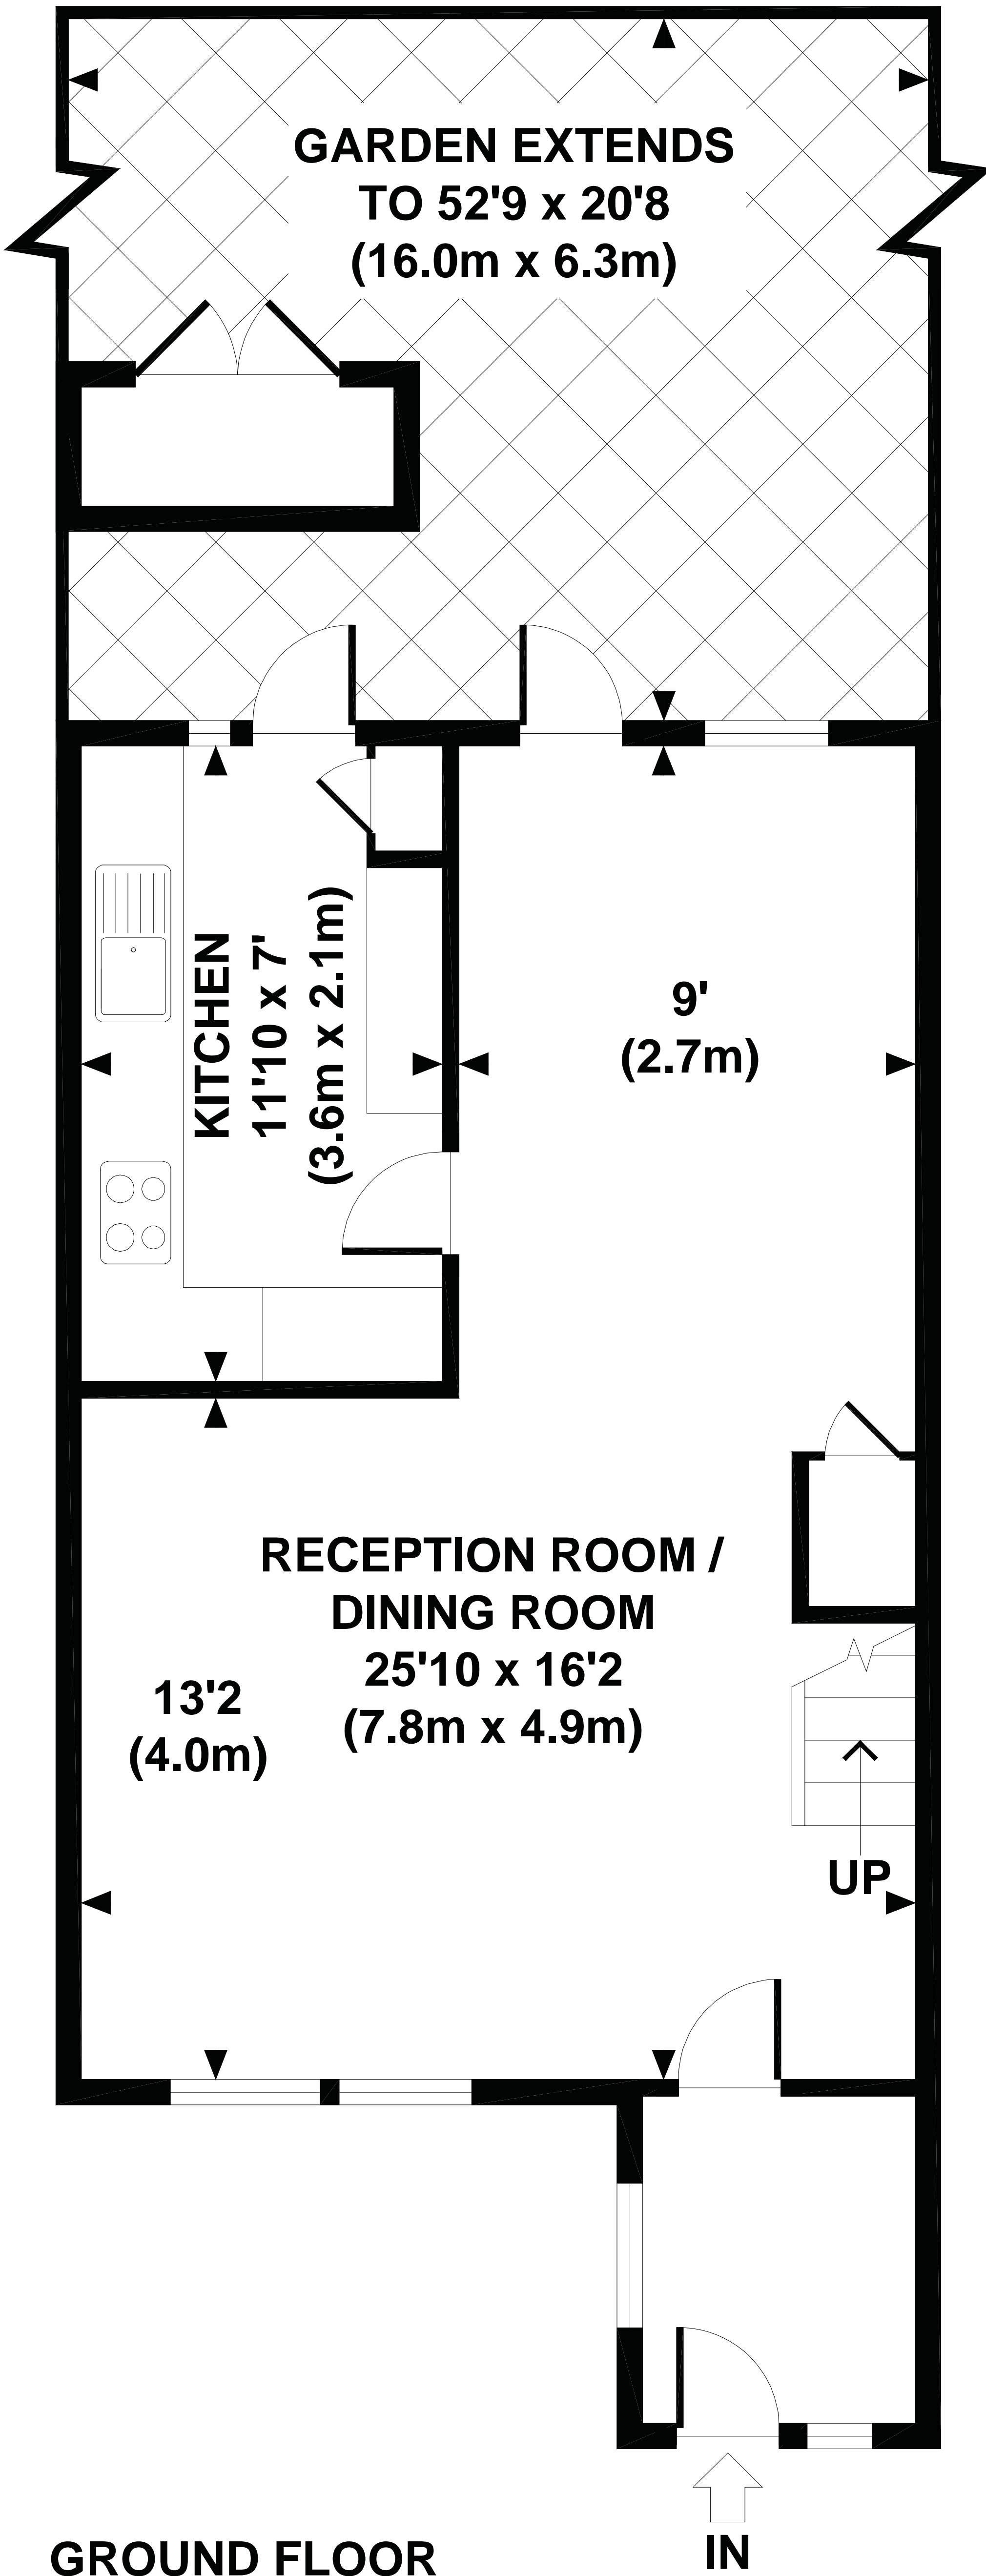 GARDEN EXTENDS
TO 52'9 x 20'8
(16.0m x 6.3m)
KITCHEN
11'10 x 7'
(3.6m x 2.1m)
9'
(2.7m)
RECEPTION ROOM /
DINING ROOM
25'10 x 16'2
(7.8m x 4.9m)
13'2
(4.0m)
UP
IN
GROUND FLOOR